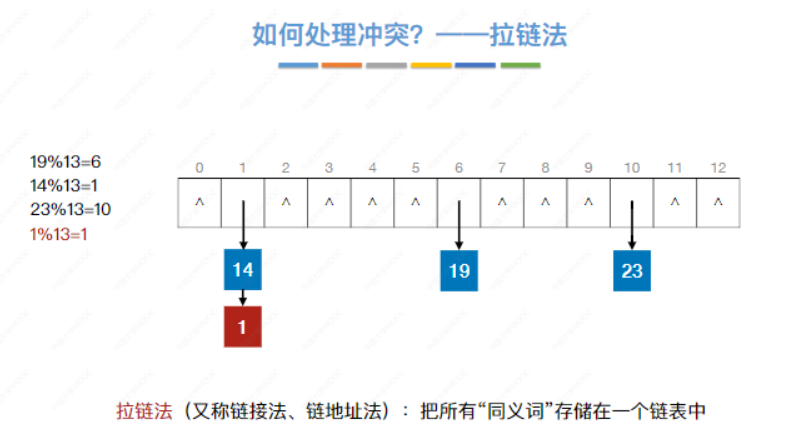 如何处理冲突？——拉链法
19%13=6
14%13=1
23%13=10
1%13=1
0 1 2 3 4 5 6 7 8 9 10 11 12
^ ^ ^ ^ ^ ^ ^ ^ ^ ^
14 19 23
1
拉链法（又称链接法、链地址法）：把所有“同义词”存储在一个链表中